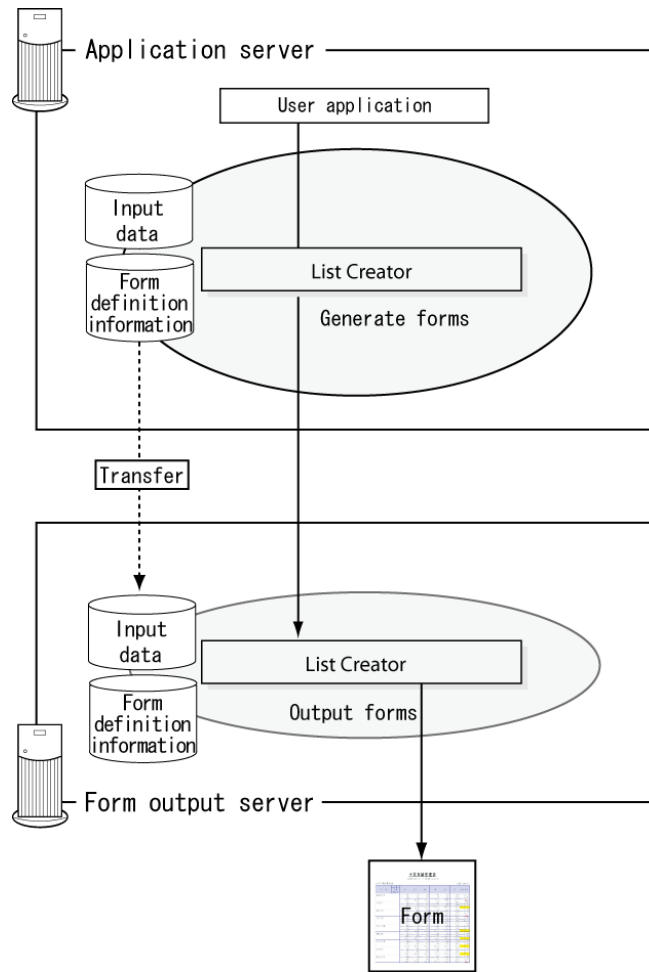 Application server
User application
Input
data
List Creator
Form
definition
information
Generate forms
Transfer
Input
data
List Creator
Form
definition
information
Output forms
Form output server
Form